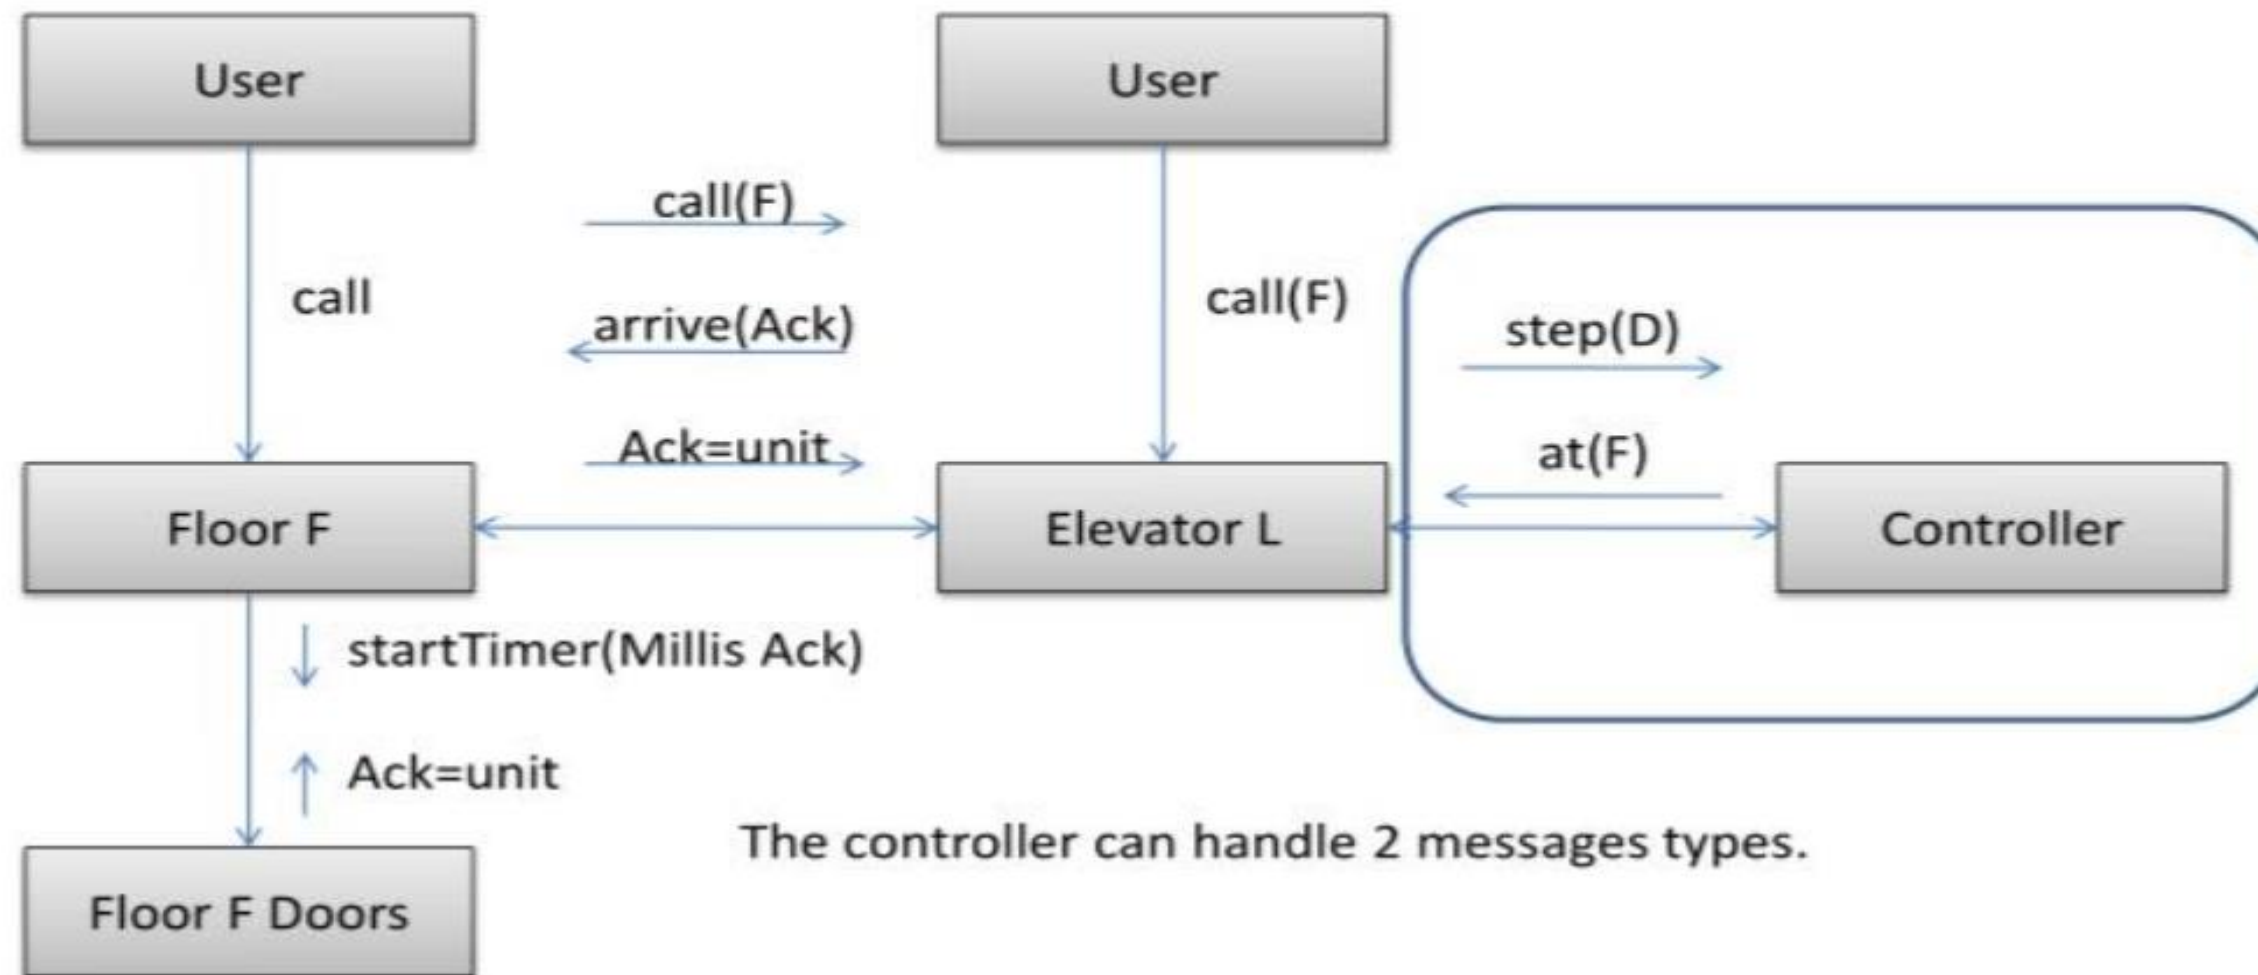 User
User
call(F)
call
arrive(Ack)
call(F)
step(D)
Ack=unit
at(F)
Floor F
Elevator L
Controller
startTimer(Millis Ack)
Ack=unit
The controller can handle 2 messages types.
Floor F Doors